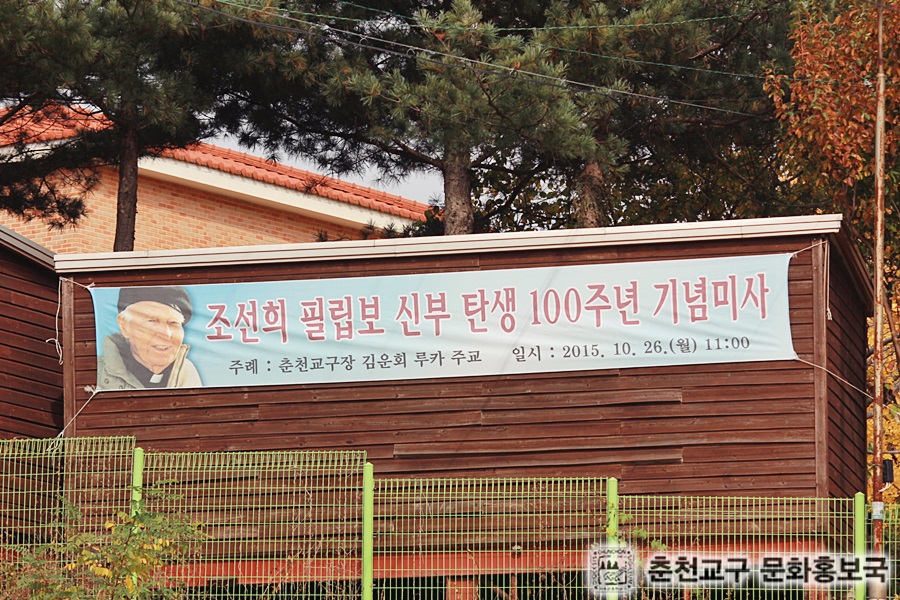 조선희 필립보 신부 탄생 100주년 기념미사
주례 : 춘천교구장 김운회 루카 주교 일시 : 2015. 10. 26.(월) 11:00
춘천교구 문화홍보국